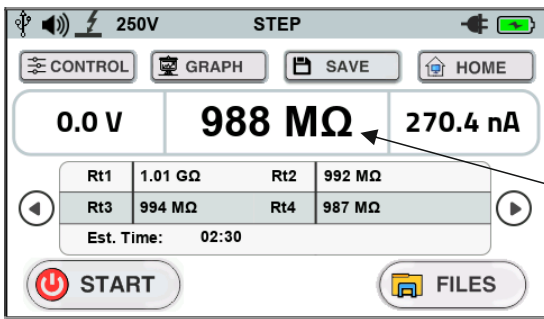 250V STEP
CONTROL GRAPH SAVE HOME
0.0 V 988 MΩ 270.4 nA
Rt1 1.01 GΩ Rt2 992 MΩ
Rt3 994 MΩ Rt4 987 MΩ
Est. Time: 02:30
START FILES